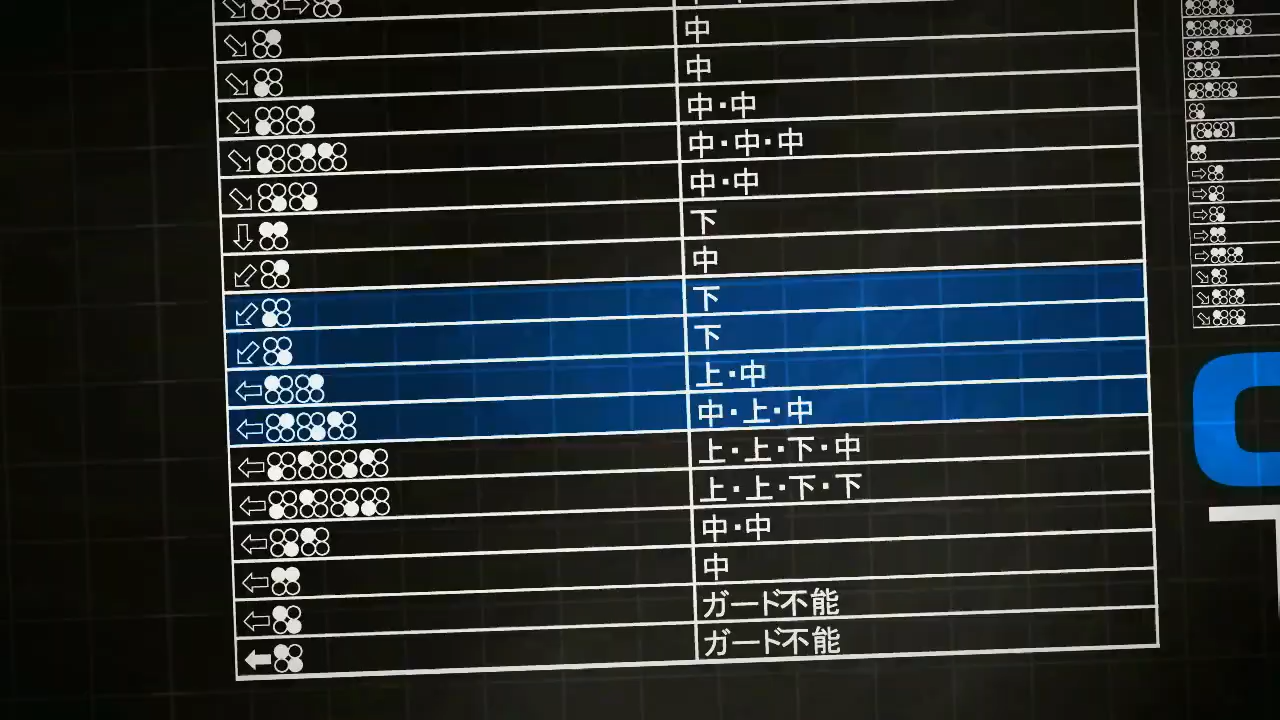 中
中
中・中
中・中・中
中・中
下
中
下
下
上・中
中・上・中
上・上・下・中
上・上・下・下
中・中
中
ガード不能
ガード不能